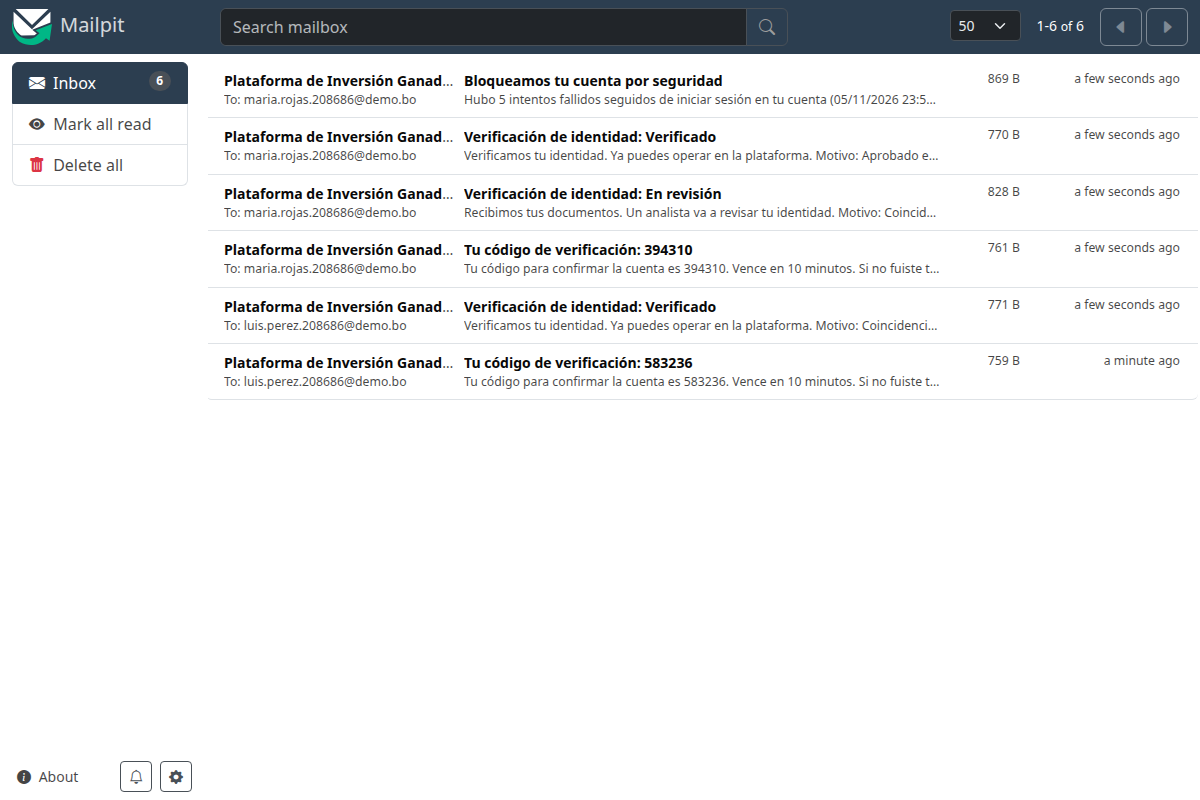 Mailpit
Search mailbox
50
1-6 of 6
Inbox
6
Mark all read
Delete all
Plataforma de Inversión Ganad... Bloqueamos tu cuenta por seguridad 869 B a few seconds ago
To: maria.rojas.208686@demo.bo Hubo 5 intentos fallidos seguidos de iniciar sesión en tu cuenta (05/11/2026 23:5...
Plataforma de Inversión Ganad... Verificación de identidad: Verificado 770 B a few seconds ago
To: maria.rojas.208686@demo.bo Verificamos tu identidad. Ya puedes operar en la plataforma. Motivo: Aprobado e...
Plataforma de Inversión Ganad... Verificación de identidad: En revisión 828 B a few seconds ago
To: maria.rojas.208686@demo.bo Recibimos tus documentos. Un analista va a revisar tu identidad. Motivo: Coincid...
Plataforma de Inversión Ganad... Tu código de verificación: 394310 761 B a few seconds ago
To: maria.rojas.208686@demo.bo Tu código para confirmar la cuenta es 394310. Vence en 10 minutos. Si no fuiste t...
Plataforma de Inversión Ganad... Verificación de identidad: Verificado 771 B a few seconds ago
To: luis.perez.208686@demo.bo Verificamos tu identidad. Ya puedes operar en la plataforma. Motivo: Coincidenci...
Plataforma de Inversión Ganad... Tu código de verificación: 583236 759 B a minute ago
To: luis.perez.208686@demo.bo Tu código para confirmar la cuenta es 583236. Vence en 10 minutos. Si no fuiste t...
About